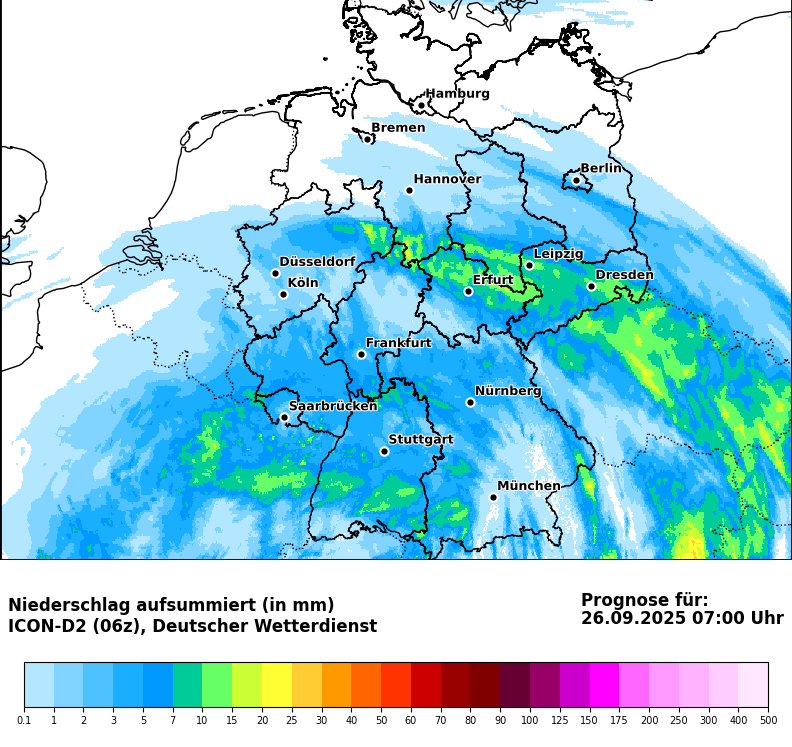 Hamburg
Bremen
Berlin
Hannover
Leipzig
Düsseldorf
Dresden
Köln
Erfurt
Frankfurt
Nürnberg
Saarbrücken
Stuttgart
München
Niederschlag aufsummiert (in mm)
ICON-D2 (06z), Deutscher Wetterdienst
Prognose für:
26.09.2025 07:00 Uhr
0.1 1 2 3 5 7 10 15 20 25 30 40 50 60 70 80 90 100 125 150 175 200 250 300 400 500